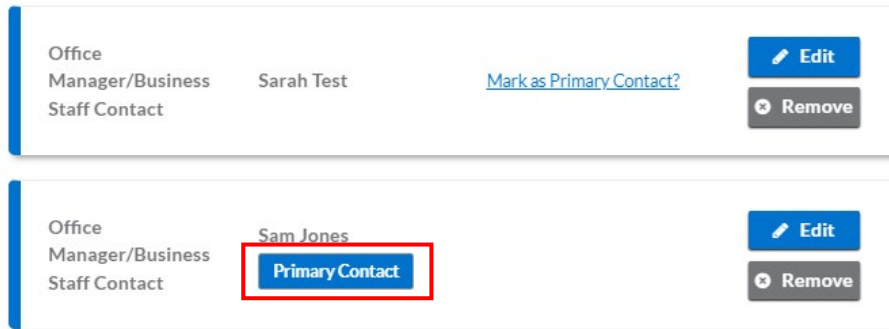 Office
Manager/Business
Staff Contact
Sarah Test
Mark as Primary Contact?
Edit
Remove
Office
Manager/Business
Staff Contact
Sam Jones
Primary Contact
Edit
Remove